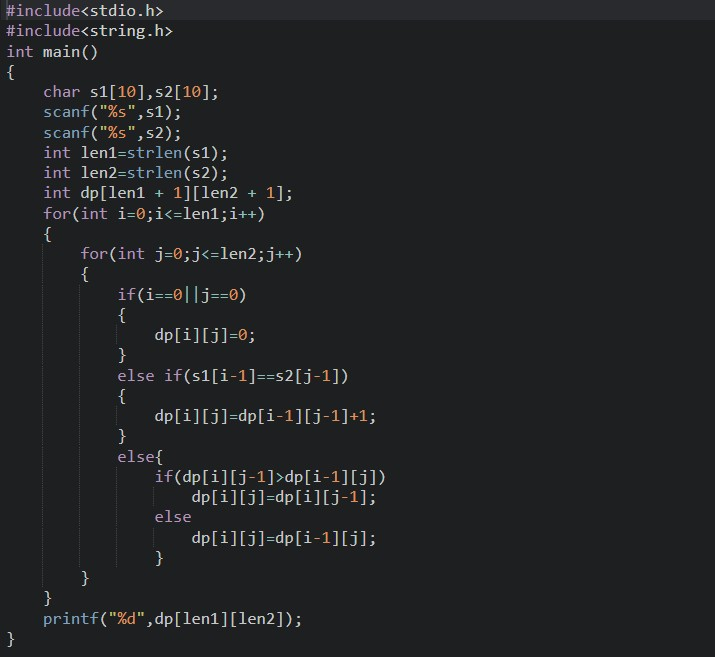 #include<stdio.h>
#include<string.h>
int main()
{
    char s1[10],s2[10];
    scanf("%s",s1);
    scanf("%s",s2);
    int len1=strlen(s1);
    int len2=strlen(s2);
    int dp[len1 + 1][len2 + 1];
    for(int i=0;i<=len1;i++)
    {
        for(int j=0;j<=len2;j++)
        {
            if(i==0||j==0)
            {
                dp[i][j]=0;
            }
            else if(s1[i-1]==s2[j-1])
            {
                dp[i][j]=dp[i-1][j-1]+1;
            }
            else{
                if(dp[i][j-1]>dp[i-1][j])
                    dp[i][j]=dp[i][j-1];
                else
                    dp[i][j]=dp[i-1][j];
                }
        }
    }
    printf("%d",dp[len1][len2]);
}